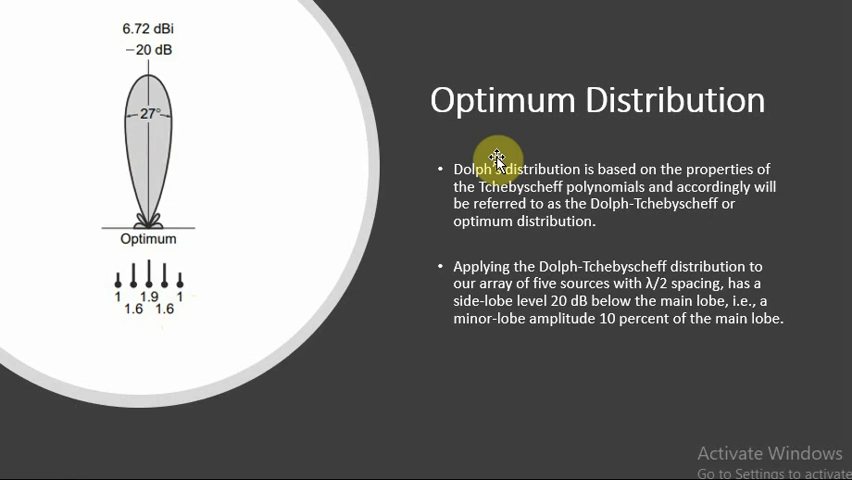 6.72 dBi
−20 dB
27°
Optimum
1 1.9 1
1.6 1.6
Optimum Distribution
• Dolph's distribution is based on the properties of
the Tchebyscheff polynomials and accordingly will
be referred to as the Dolph-Tchebyscheff or
optimum distribution.
• Applying the Dolph-Tchebyscheff distribution to
our array of five sources with λ/2 spacing, has a
side-lobe level 20 dB below the main lobe, i.e., a
minor-lobe amplitude 10 percent of the main lobe.
Activate Windows
Go to Settings to activate